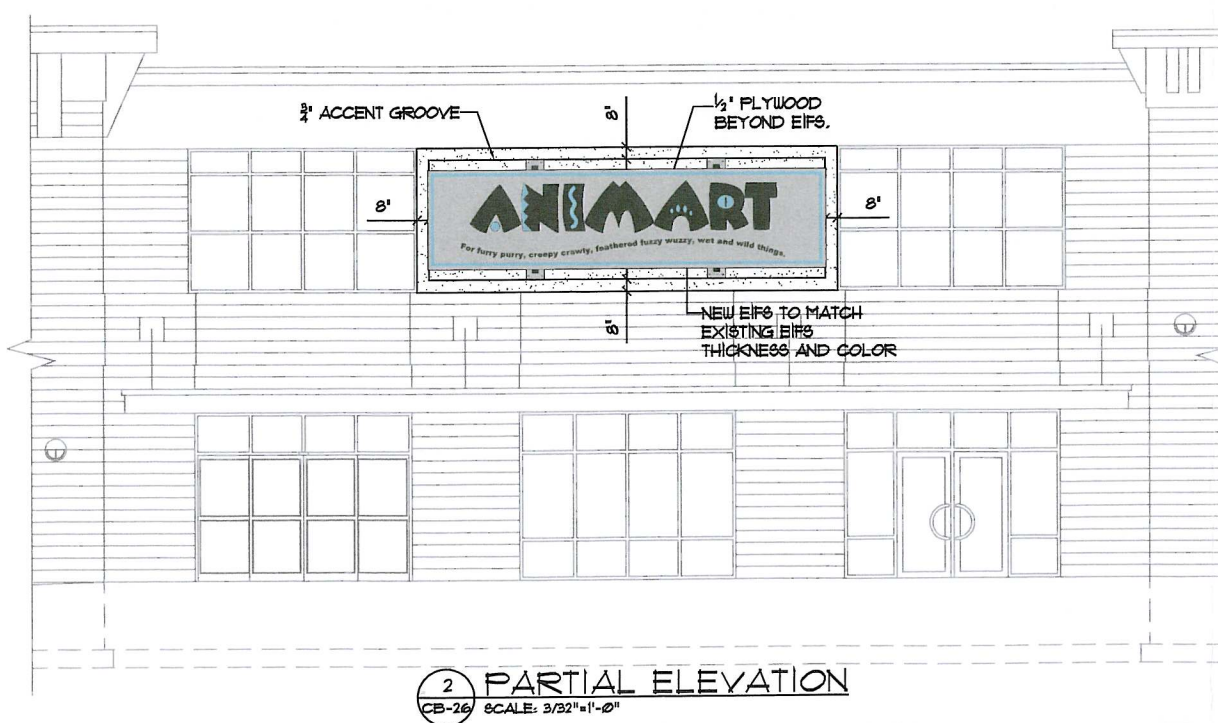 3/4" ACCENT GROOVE
8"
1/2" PLYWOOD
BEYOND EIFS.
8"
ANIMART
8"
For furry purry, creepy crawly, feathered fuzzy wuzzy, wet and wild things.
8"
NEW EIFS TO MATCH
EXISTING EIFS
THICKNESS AND COLOR
2
CB-26
PARTIAL ELEVATION
SCALE: 3/32"=1'-0"